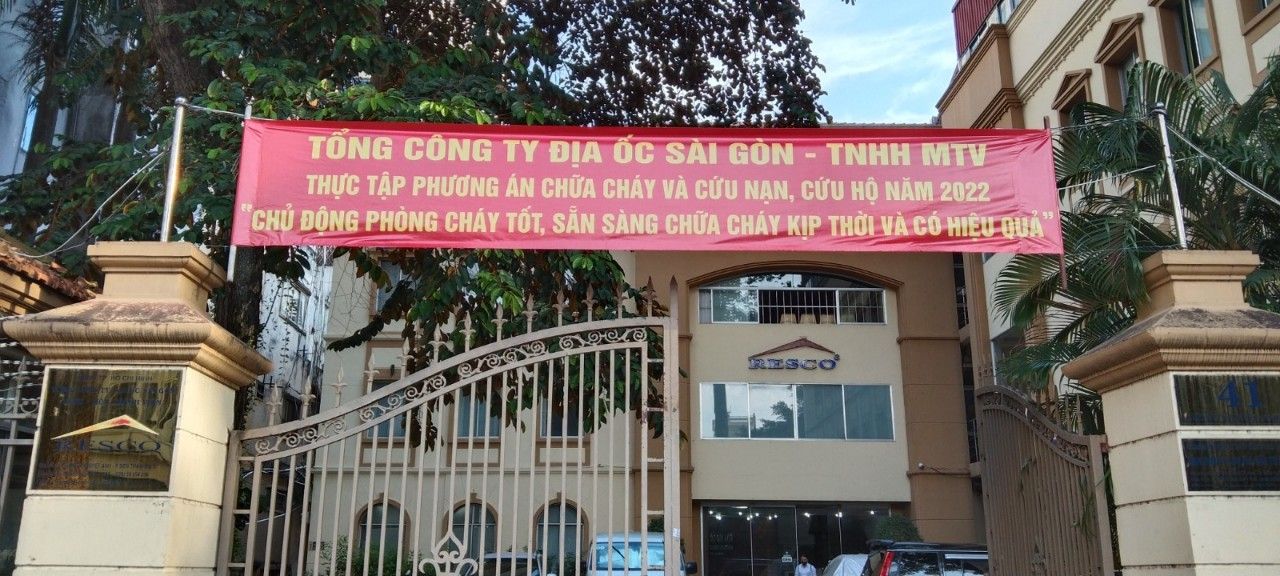 TỔNG CÔNG TY ĐỊA ỐC SÀI GÒN - TNHH MTV
THỰC TẬP PHƯƠNG ÁN CHỮA CHÁY VÀ CỨU NẠN, CỨU HỘ NĂM 2022
"CHỦ ĐỘNG PHÒNG CHÁY TỐT, SẴN SÀNG CHỮA CHÁY KỊP THỜI VÀ CÓ HIỆU QUẢ"
RESCO
RESCO
41